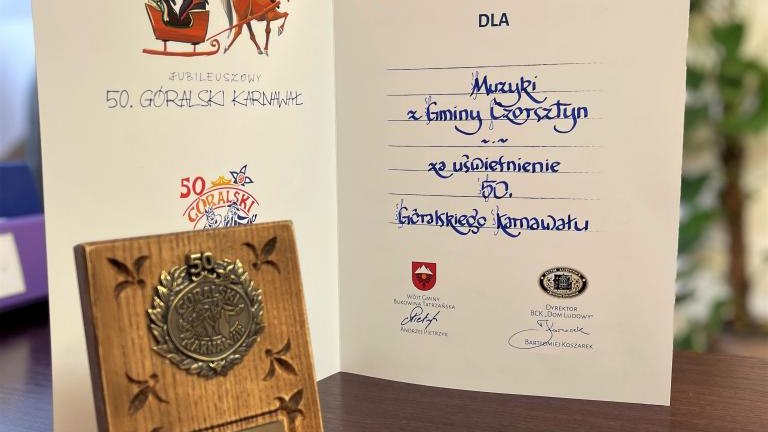 JUBILEUSZOWY
50. GÓRALSKI KARNAWAŁ
50
GÓRALSKI
50
GÓRALSKI
KARNAWAŁ
DLA
Muzyki
z Gminy Czorsztyn
za uświetnienie
50.
Góralskiego Karnawału
WÓJT GMINY
BUKOWINA TATRZAŃSKA
ANDRZEJ PIETRZYK
DYREKTOR
BCK „DOM LUDOWY"
BARTŁOMIEJ KOSZAREK